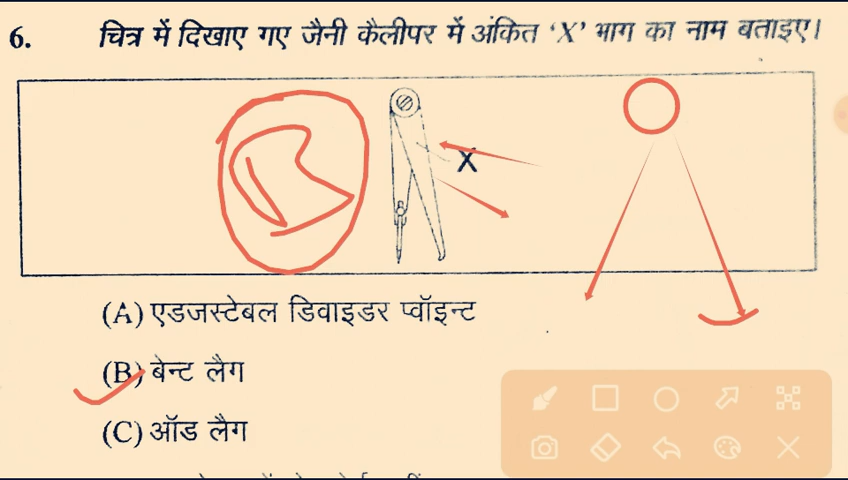 6. चित्र में दिखाए गए जैनी कैलीपर में अंकित ‘X’ भाग का नाम बताइए।
X
(A) एडजस्टेबल डिवाइडर प्वॉइन्ट
(B) बेन्ट लैग
(C) ऑड लैग